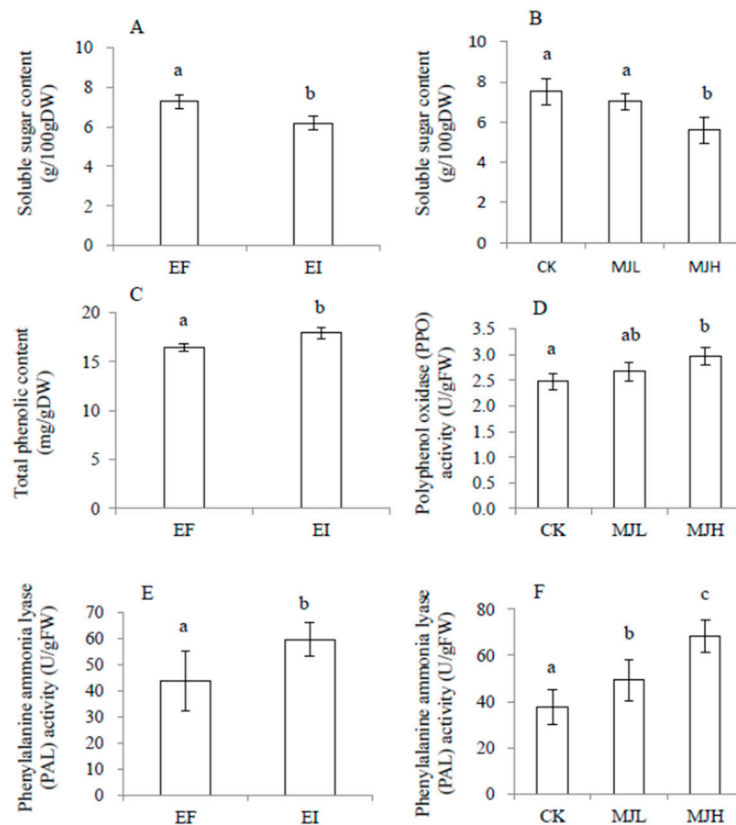 A
Soluble sugar content
(g/100gDW)
10
8
6
4
2
0
a
b
EF
EI
B
Soluble sugar content
(g/100gDW)
10
8
6
4
2
0
a
a
b
CK
MJL
MJH
C
Total phenolic content
(mg/gDW)
20
15
10
5
0
a
b
EF
EI
D
Polyphenol oxidase (PPO)
activity (U/gFW)
3.5
3.0
2.5
2.0
1.5
1.0
0.5
0.0
a
ab
b
CK
MJL
MJH
E
Phenylalanine ammonia lyase
(PAL) activity (U/gFW)
70
60
50
40
30
20
10
0
a
b
EF
EI
F
Phenylalanine ammonia lyase
(PAL) activity (U/gFW)
80
60
40
20
0
a
b
c
CK
MJL
MJH